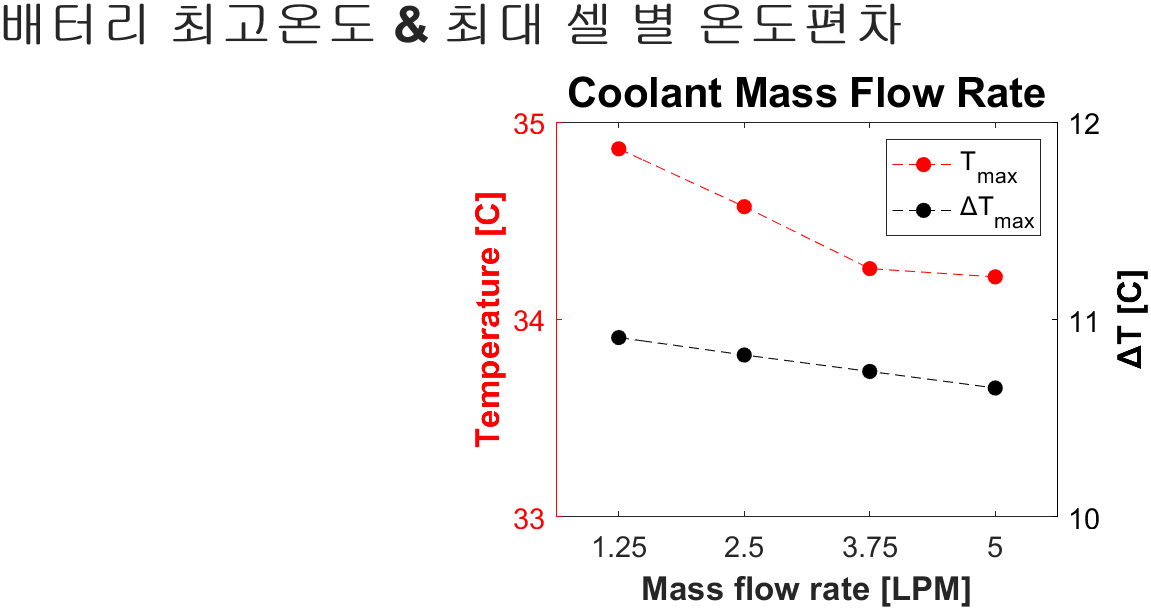 배터리 최고온도 & 최대 셀 별 온도편차
Coolant Mass Flow Rate
35
34
33
Temperature [C]
12
11
10
ΔT [C]
T_max
ΔT_max
1.25 2.5 3.75 5
Mass flow rate [LPM]